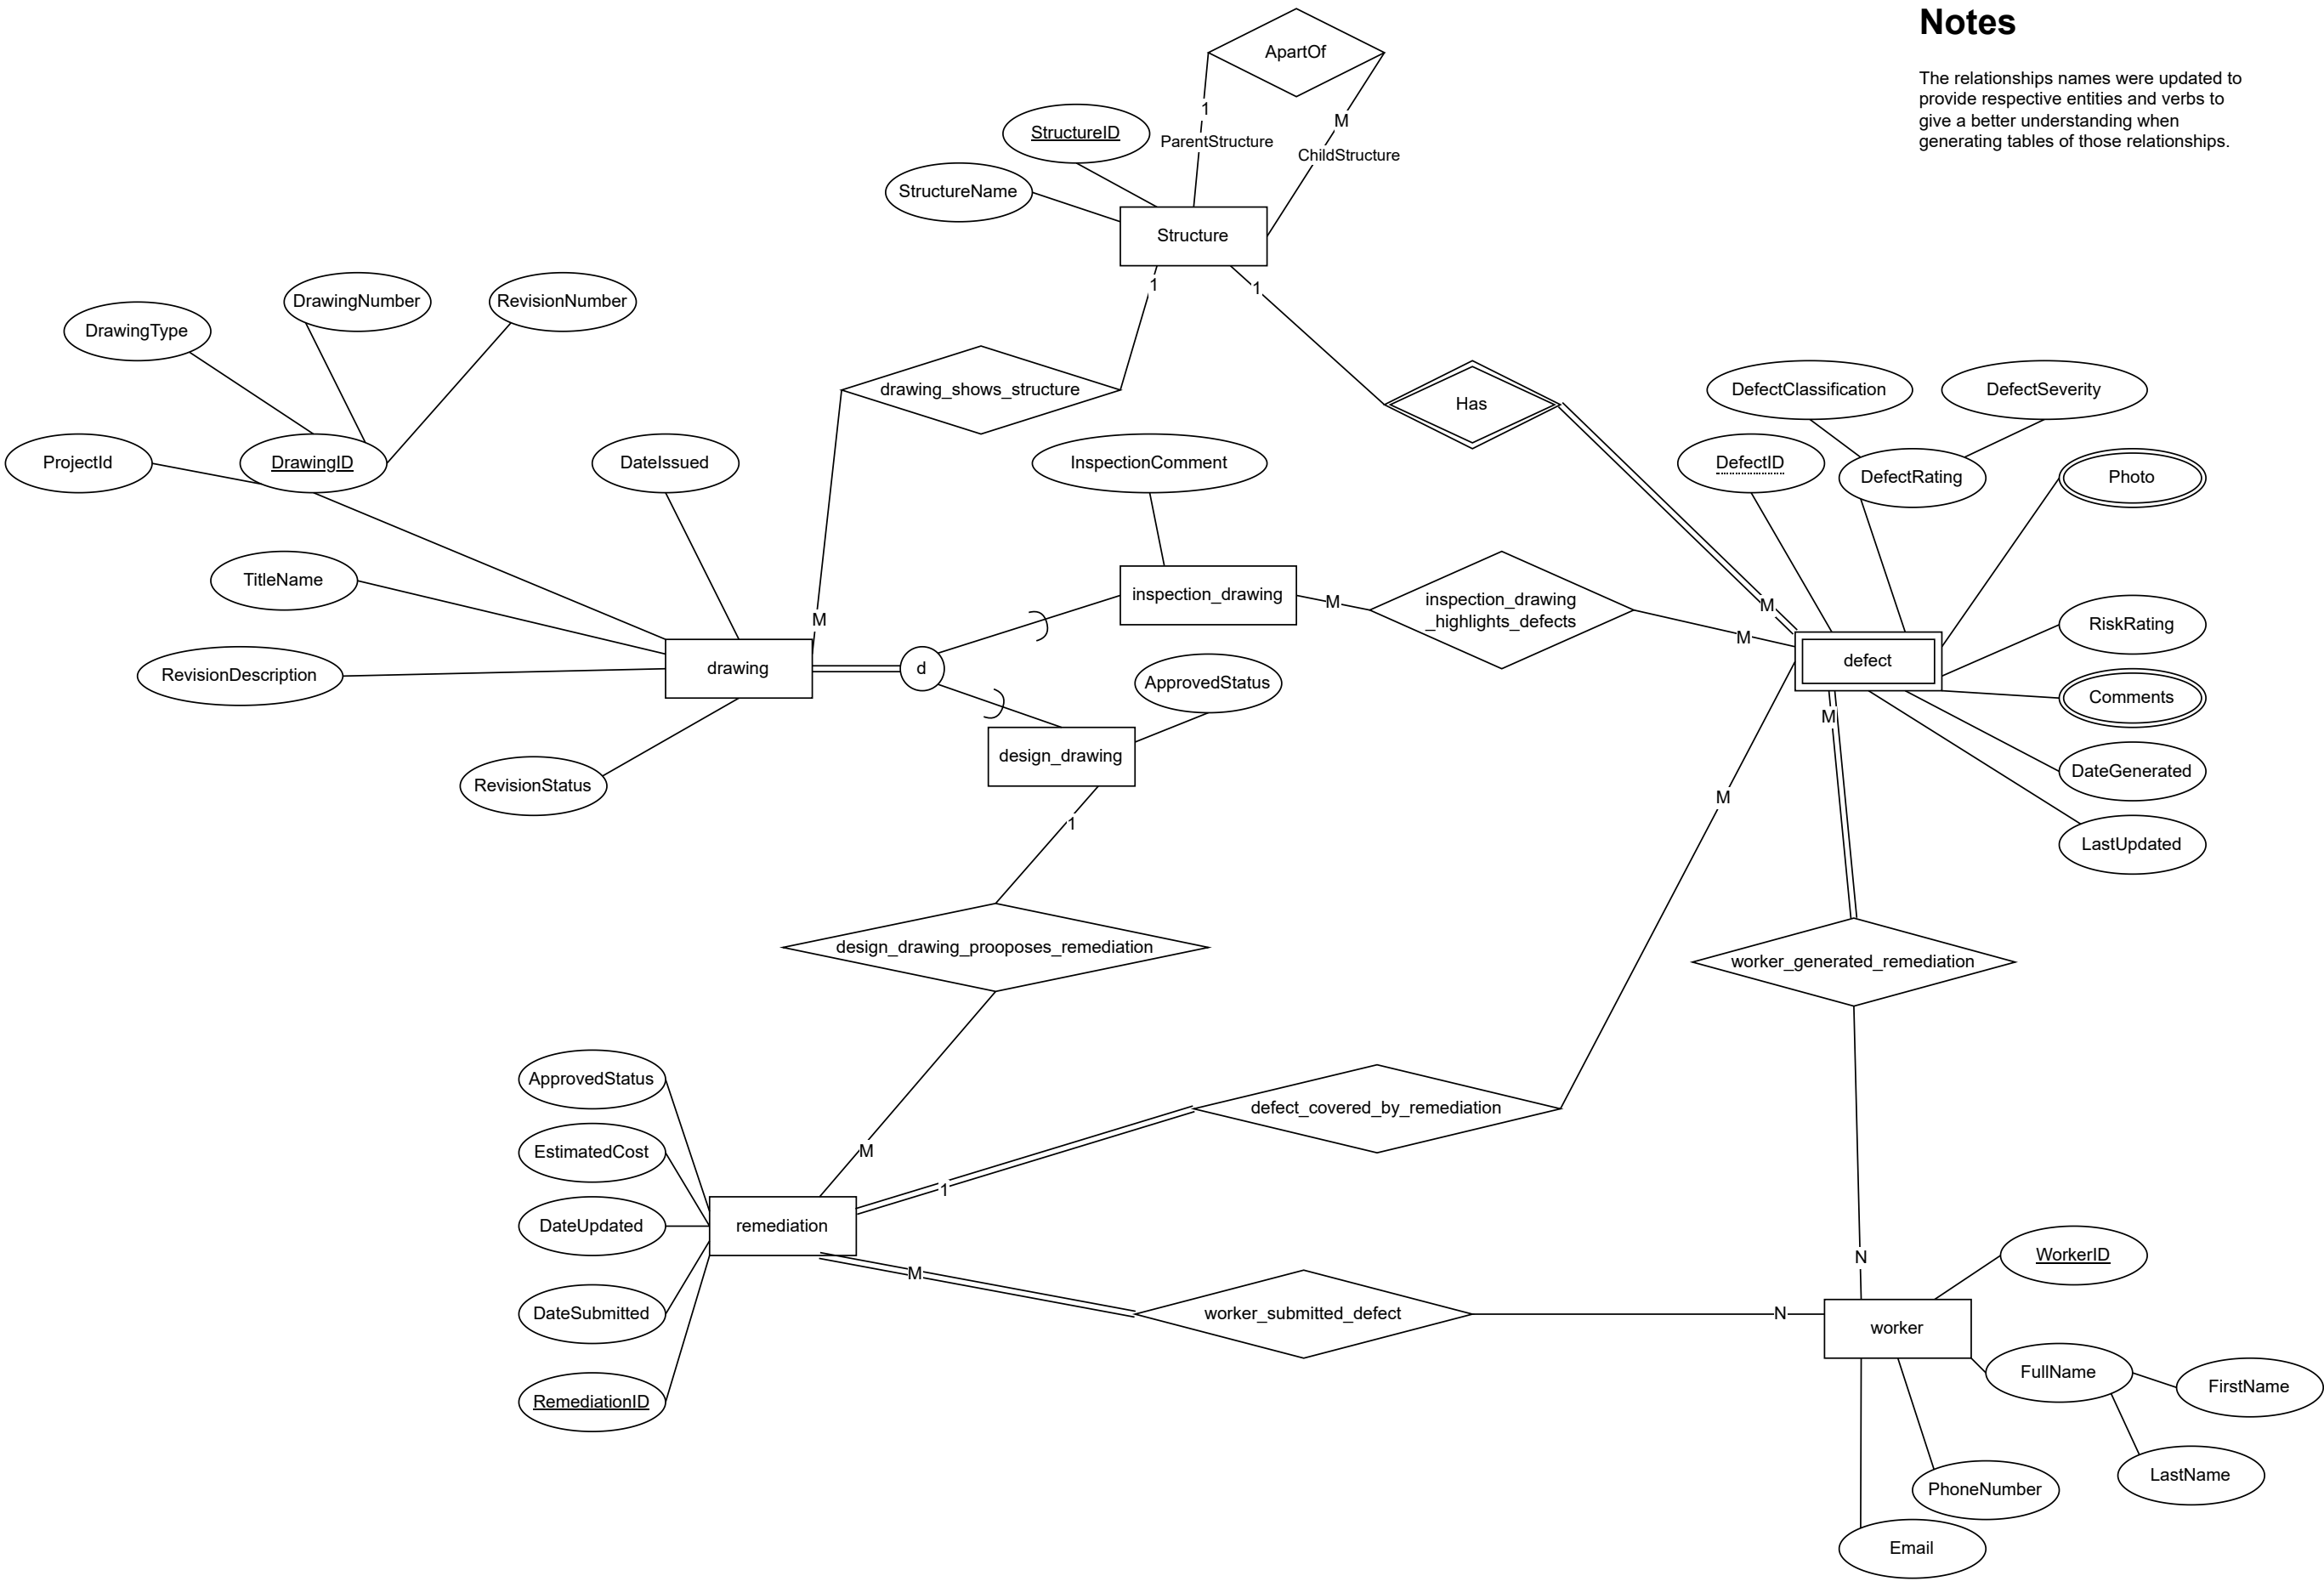 Notes
The relationships names were updated to
provide respective entities and verbs to
give a better understanding when
generating tables of those relationships.
ApartOf
1
M
StructureID
ParentStructure
ChildStructure
StructureName
Structure
1
1
DrawingNumber
RevisionNumber
DrawingType
drawing_shows_structure
Has
DefectClassification
DefectSeverity
ProjectId
DrawingID
DateIssued
InspectionComment
DefectID
DefectRating
Photo
TitleName
inspection_drawing
M
inspection_drawing
_highlights_defects
M
M
M
RiskRating
RevisionDescription
drawing
d
defect
ApprovedStatus
Comments
M
design_drawing
DateGenerated
RevisionStatus
M
1
LastUpdated
design_drawing_prooposes_remediation
worker_generated_remediation
ApprovedStatus
defect_covered_by_remediation
EstimatedCost
M
1
DateUpdated
remediation
N
WorkerID
M
DateSubmitted
worker_submitted_defect
N
worker
FullName
FirstName
RemediationID
LastName
PhoneNumber
Email